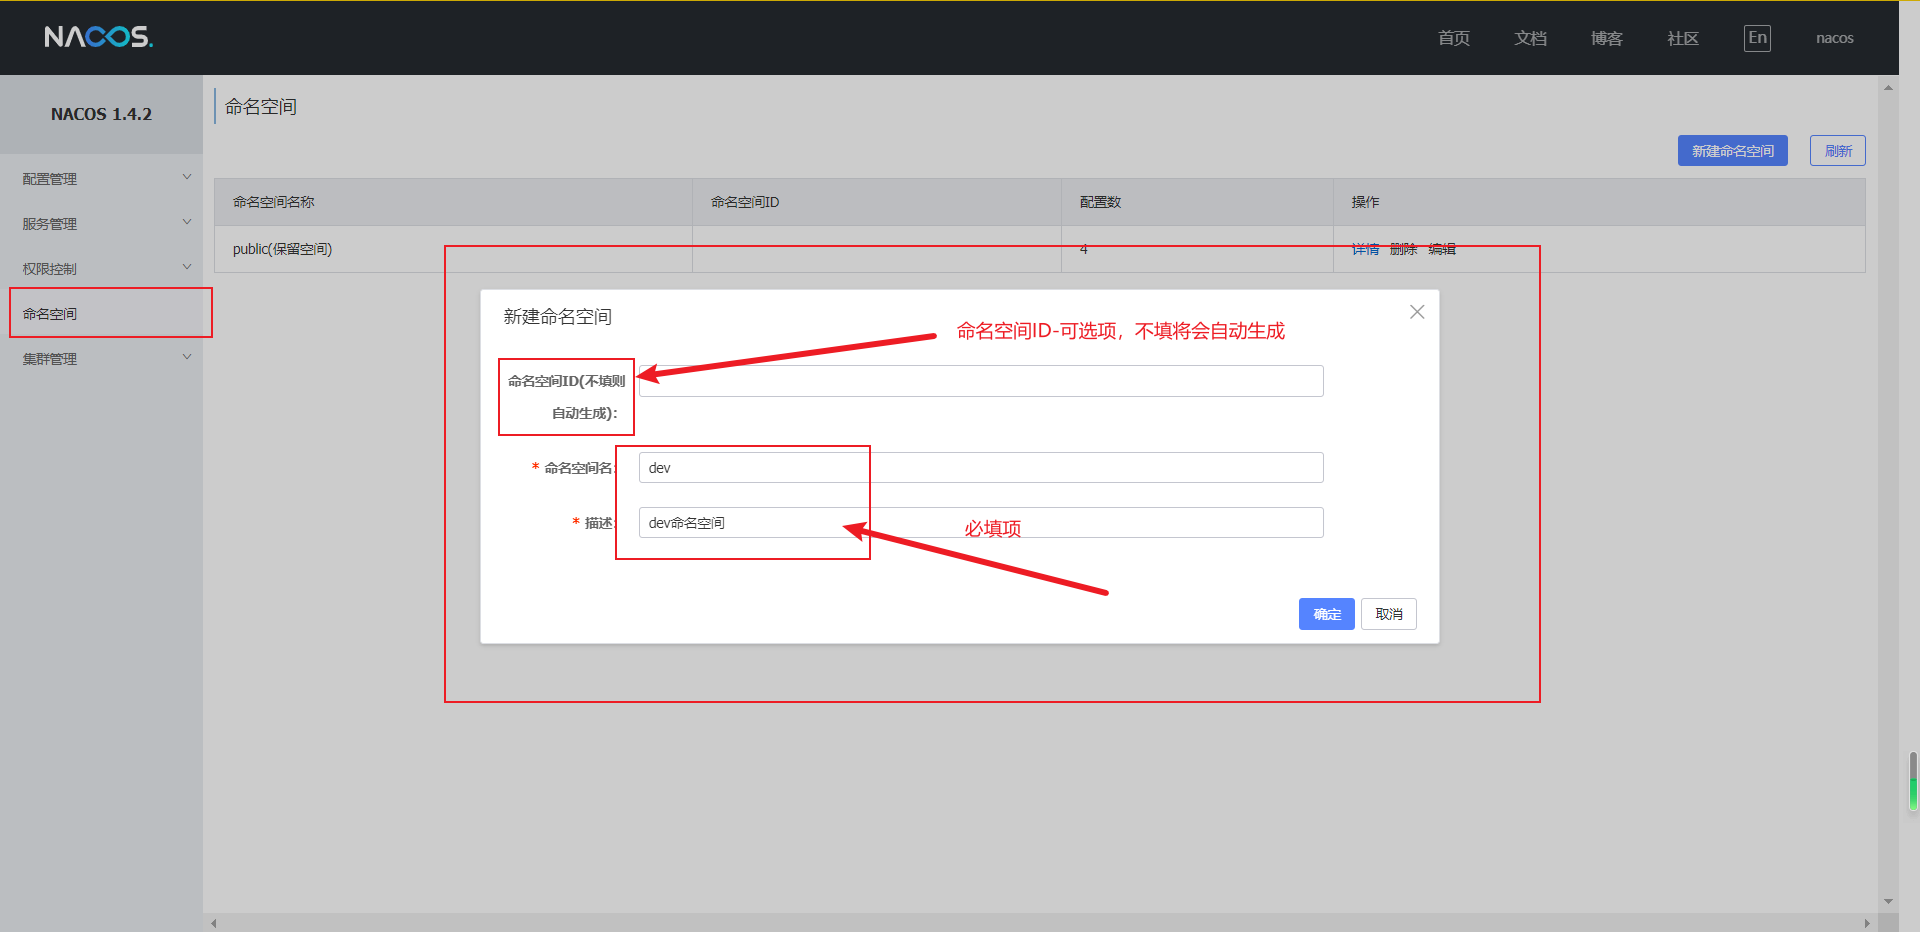 NACOS.
首页 文档 博客 社区 En nacos
NACOS 1.4.2
配置管理
服务管理
权限控制
命名空间
集群管理
命名空间
新建命名空间 刷新
命名空间名称 命名空间ID 配置数 操作
public(保留空间) 4 详情 删除 编辑
新建命名空间
命名空间ID-可选项，不填将会自动生成
命名空间ID(不填则
自动生成):
* 命名空间名: dev
* 描述: dev命名空间
必填项
确定 取消